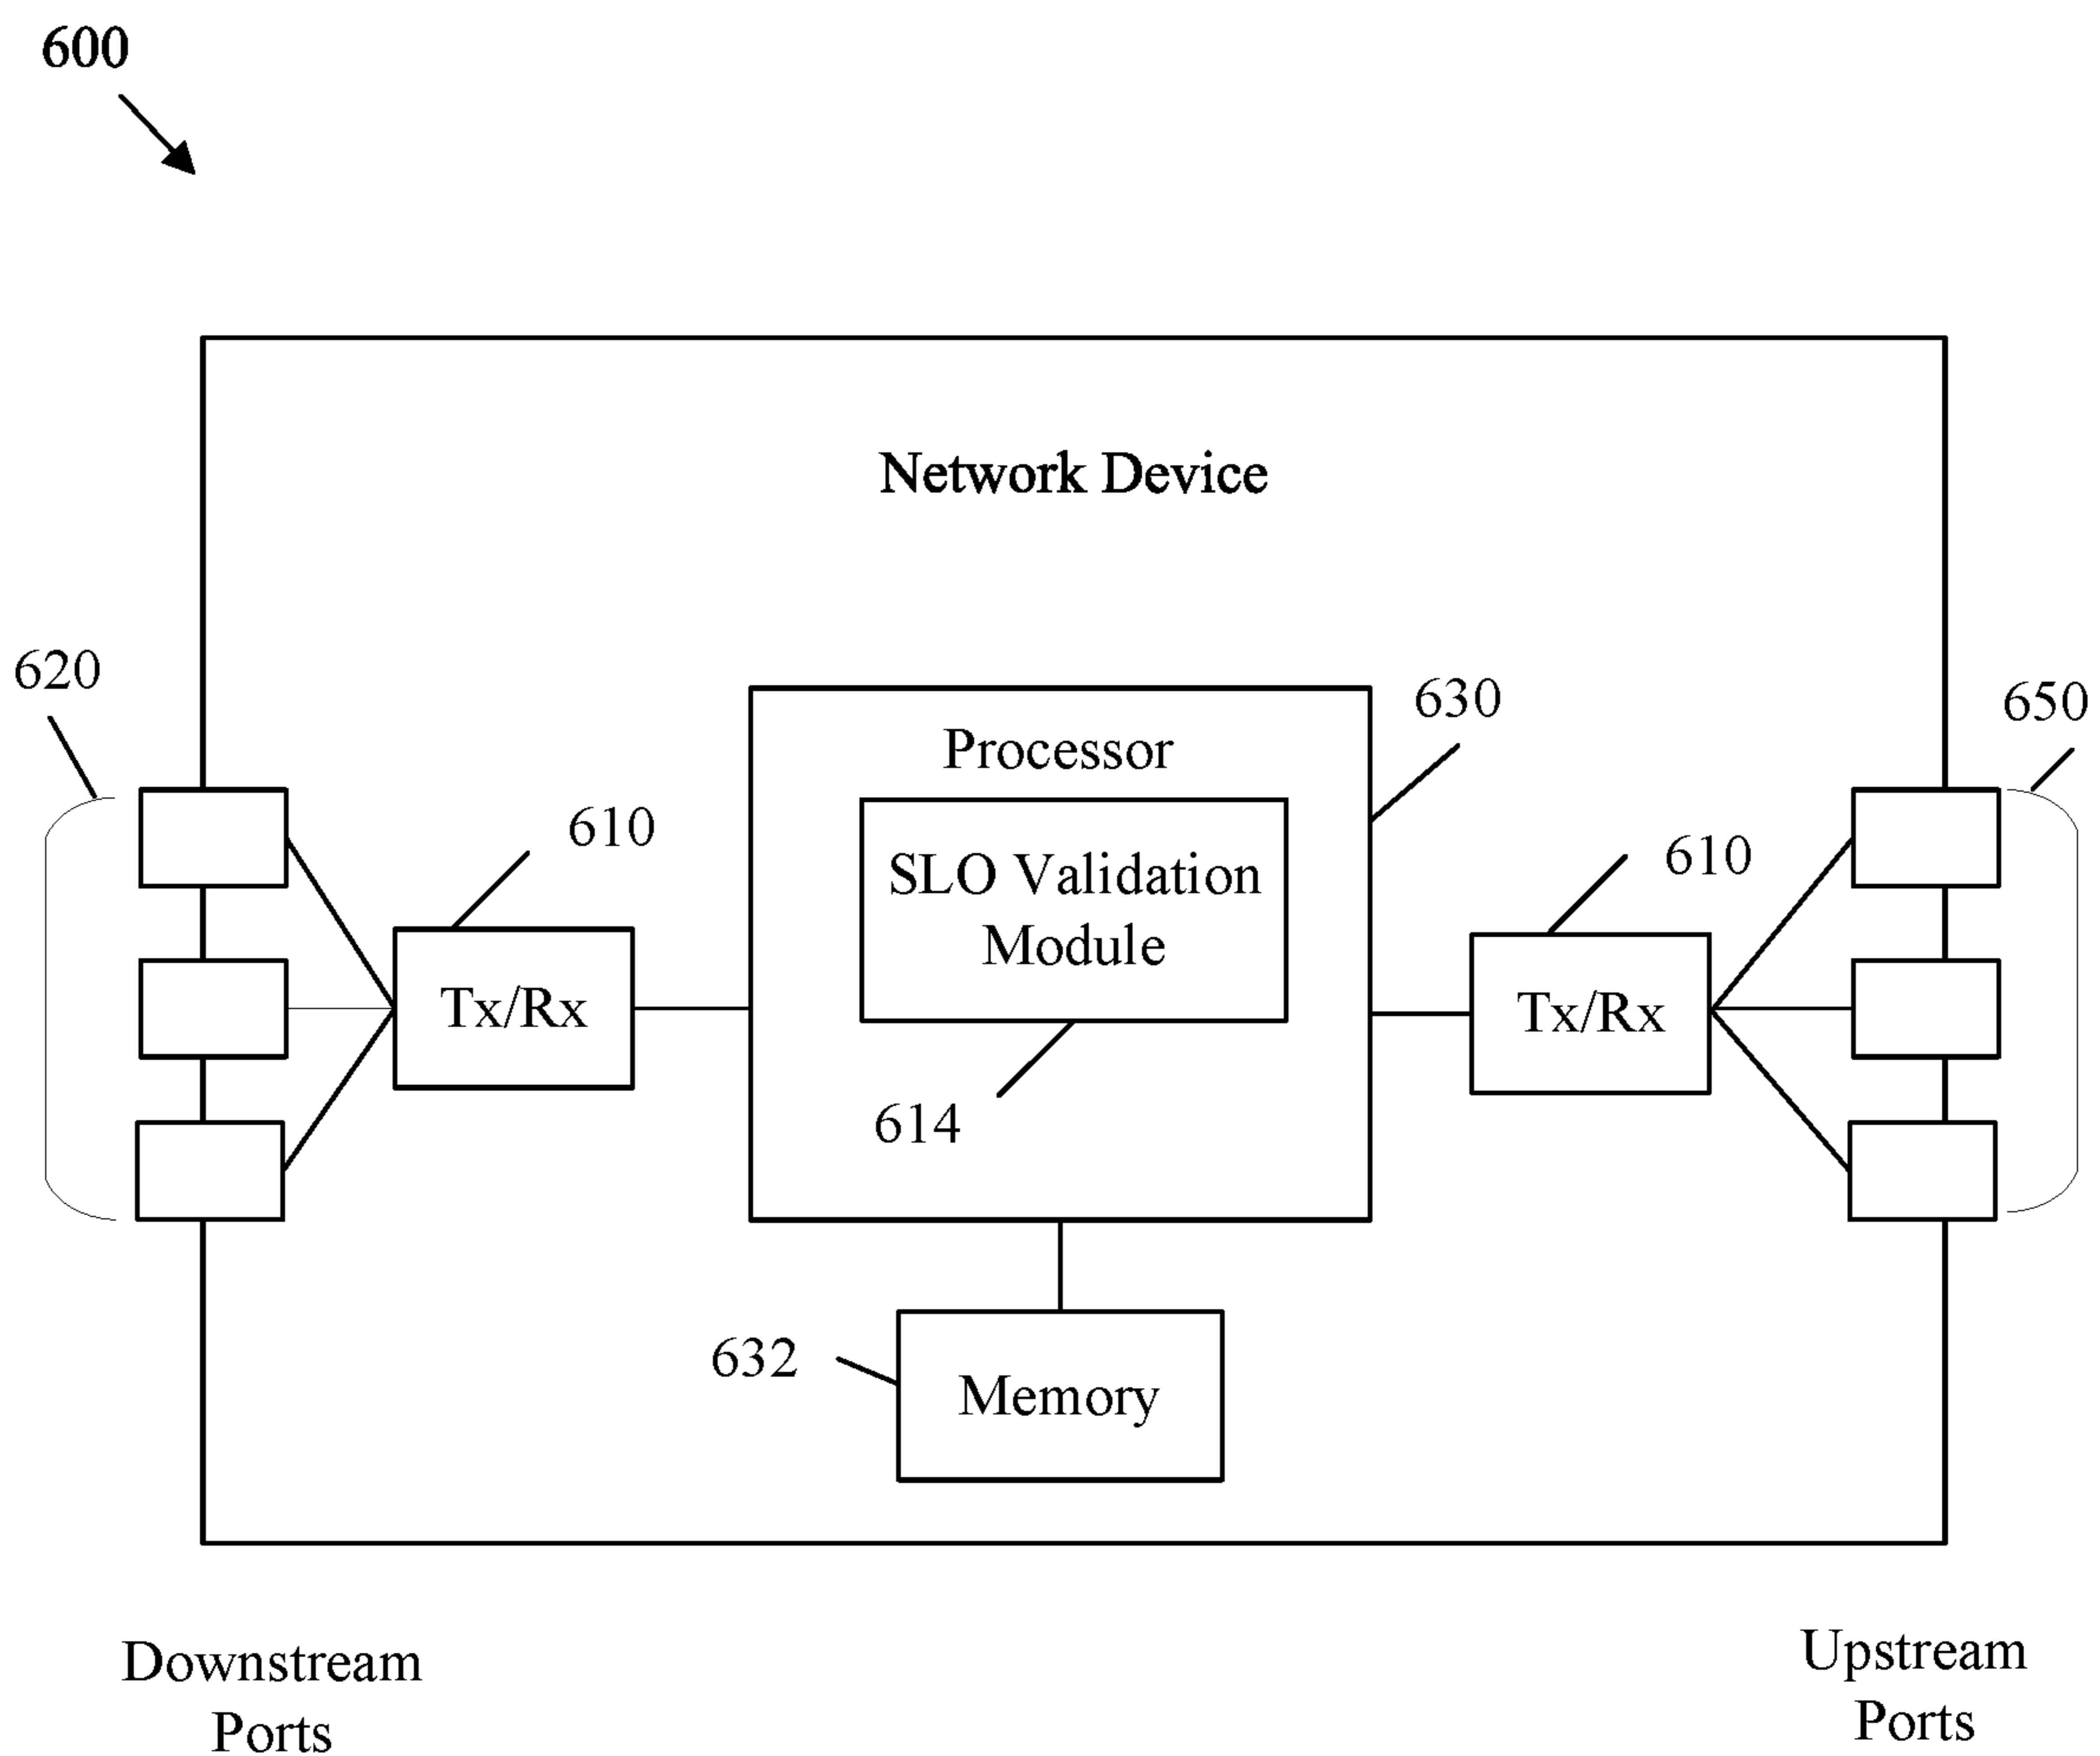 600
Network Device
620
630
650
Processor
610
610
SLO Validation
Module
Tx/Rx
Tx/Rx
614
632
Memory
Downstream
Ports
Upstream
Ports